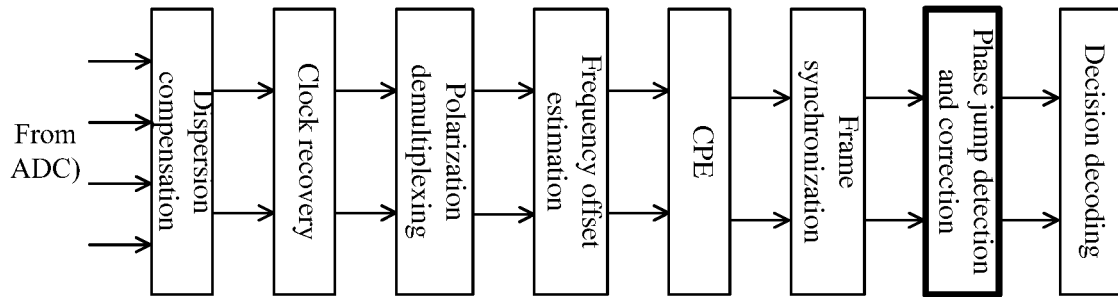 From
ADC)
Dispersion
compensation
Clock recovery
Polarization
demultiplexing
Frequency offset
estimation
CPE
Frame
synchronization
Phase jump detection
and correction
Decision decoding